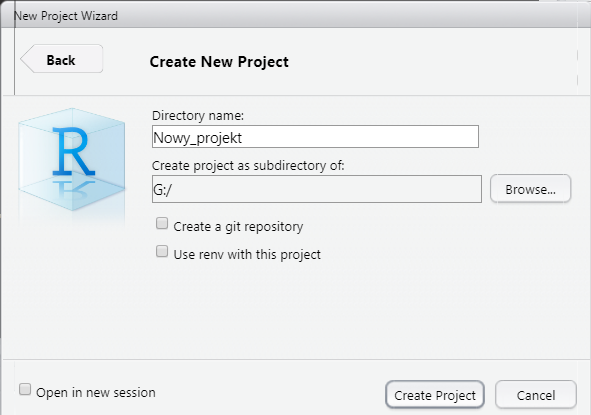 New Project Wizard
Back
Create New Project
R
Directory name:
Nowy_projekt
Create project as subdirectory of:
G:/
Browse...
Create a git repository
Use renv with this project
Open in new session
Create Project
Cancel